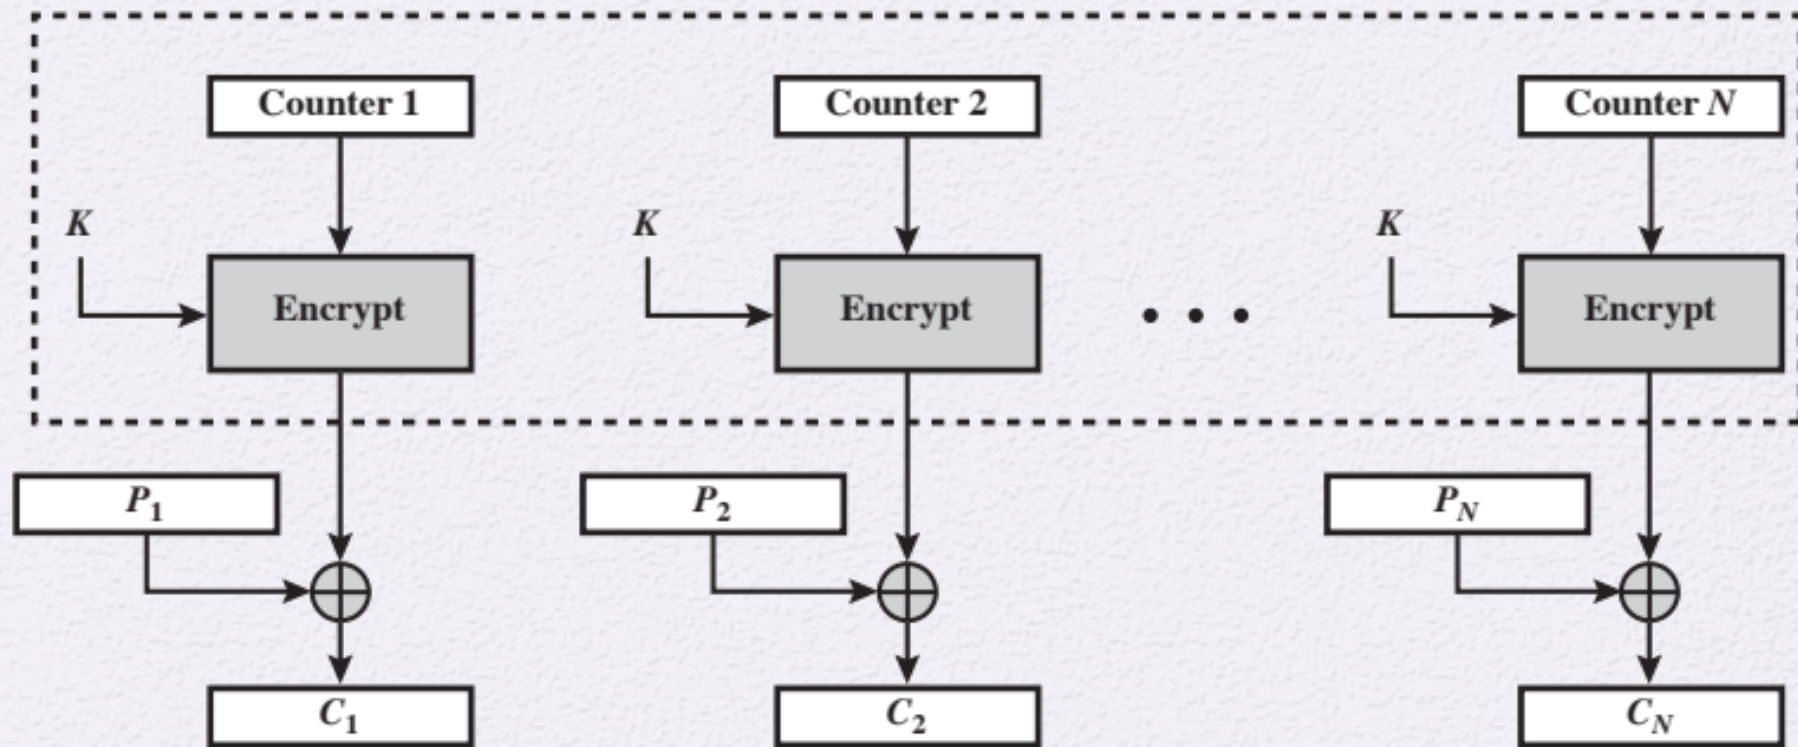 Counter 1
Counter 2
Counter N
K
K
K
Encrypt
Encrypt
Encrypt
P1
P2
PN
C1
C2
CN